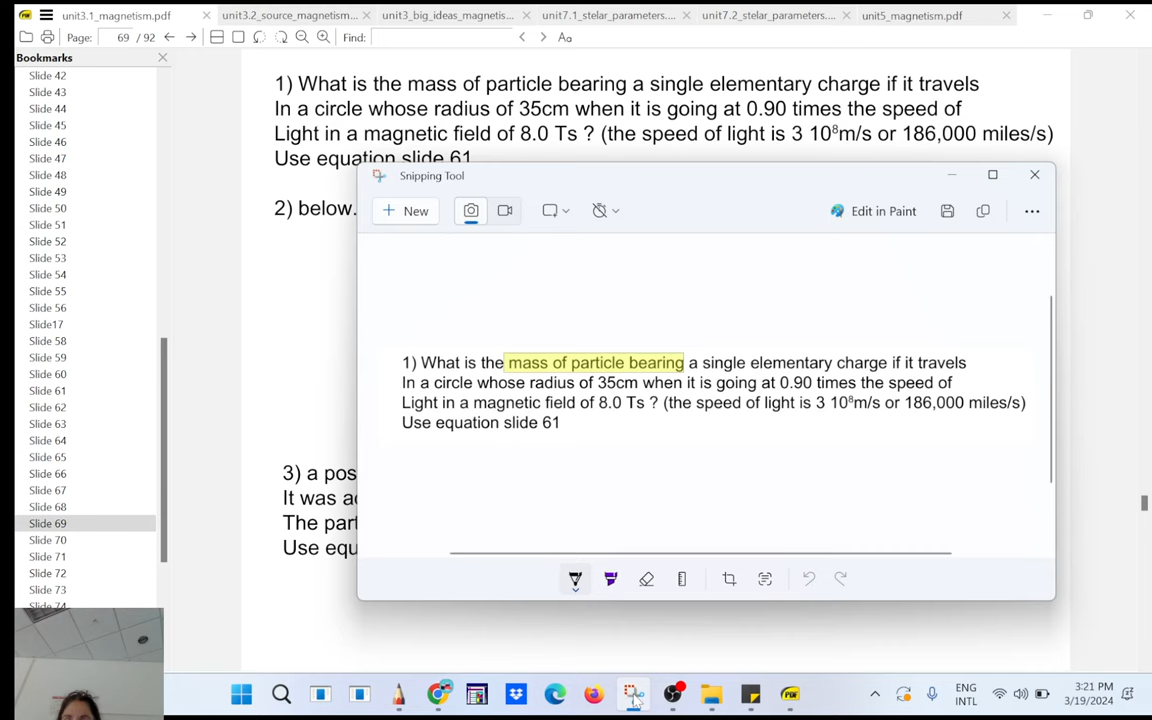 unit3.1_magnetism.pdf
unit3.2_source_magnetism....
unit3_big_ideas_magnetis...
unit7.1_stelar_parameters....
unit7.2_stelar_parameters....
unit5_magnetism.pdf
Page: 69 / 92
Find:
Aa
Bookmarks
Slide 42
Slide 43
Slide 44
Slide 45
Slide 46
Slide 47
Slide 48
Slide 49
Slide 50
Slide 51
Slide 52
Slide 53
Slide 54
Slide 55
Slide 56
Slide17
Slide 58
Slide 59
Slide 60
Slide 61
Slide 62
Slide 63
Slide 64
Slide 65
Slide 66
Slide 67
Slide 68
Slide 69
Slide 70
Slide 71
Slide 72
Slide 73
Slide 74
1) What is the mass of particle bearing a single elementary charge if it travels
In a circle whose radius of 35cm when it is going at 0.90 times the speed of
Light in a magnetic field of 8.0 Ts ? (the speed of light is 3 10⁸m/s or 186,000 miles/s)
Use equation slide 61
2) below.
3) a pos
It was a
The part
Use equ
Snipping Tool
New
Edit in Paint
1) What is the mass of particle bearing a single elementary charge if it travels
In a circle whose radius of 35cm when it is going at 0.90 times the speed of
Light in a magnetic field of 8.0 Ts ? (the speed of light is 3 10⁸m/s or 186,000 miles/s)
Use equation slide 61
PDF
ENG
INTL
3:21 PM
3/19/2024